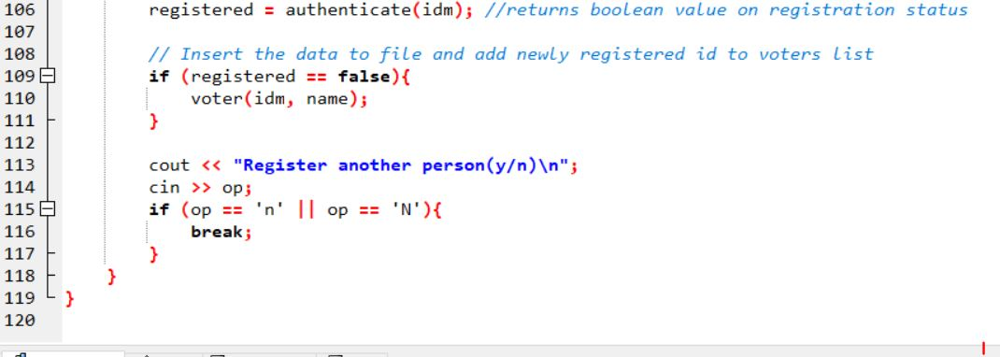 106 registered = authenticate(idm); //returns boolean value on registration status
107
108 // Insert the data to file and add newly registered id to voters list
109 if (registered == false){
110 voter(idm, name);
111 }
112
113 cout << "Register another person(y/n)\n";
114 cin >> op;
115 if (op == 'n' || op == 'N'){
116 break;
117 }
118 }
119 }
120